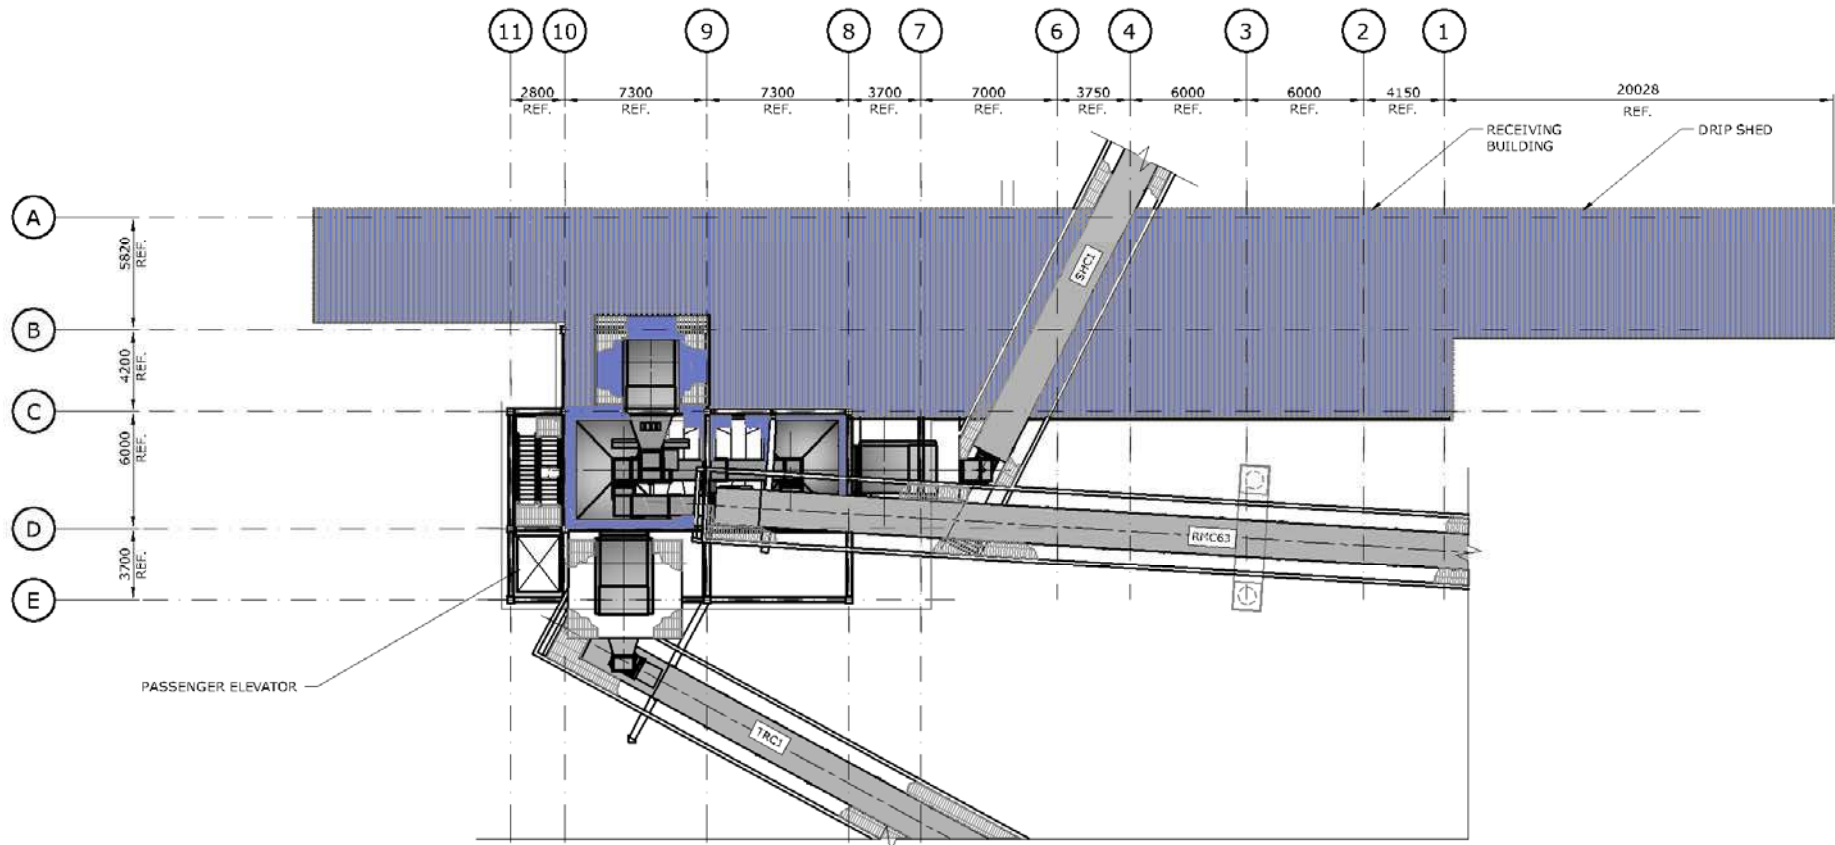 11 10 9 8 7 6 4 3 2 1
2800 7300 7300 3700 7000 3750 6000 6000 4150 20028
REF. REF. REF. REF. REF. REF. REF. REF. REF. REF.
RECEIVING
BUILDING
DRIP SHED
A
5820
REF.
SHC1
B
4200
REF.
C
6000
REF.
D
RMC63
3700
REF.
E
PASSENGER ELEVATOR
TRC1